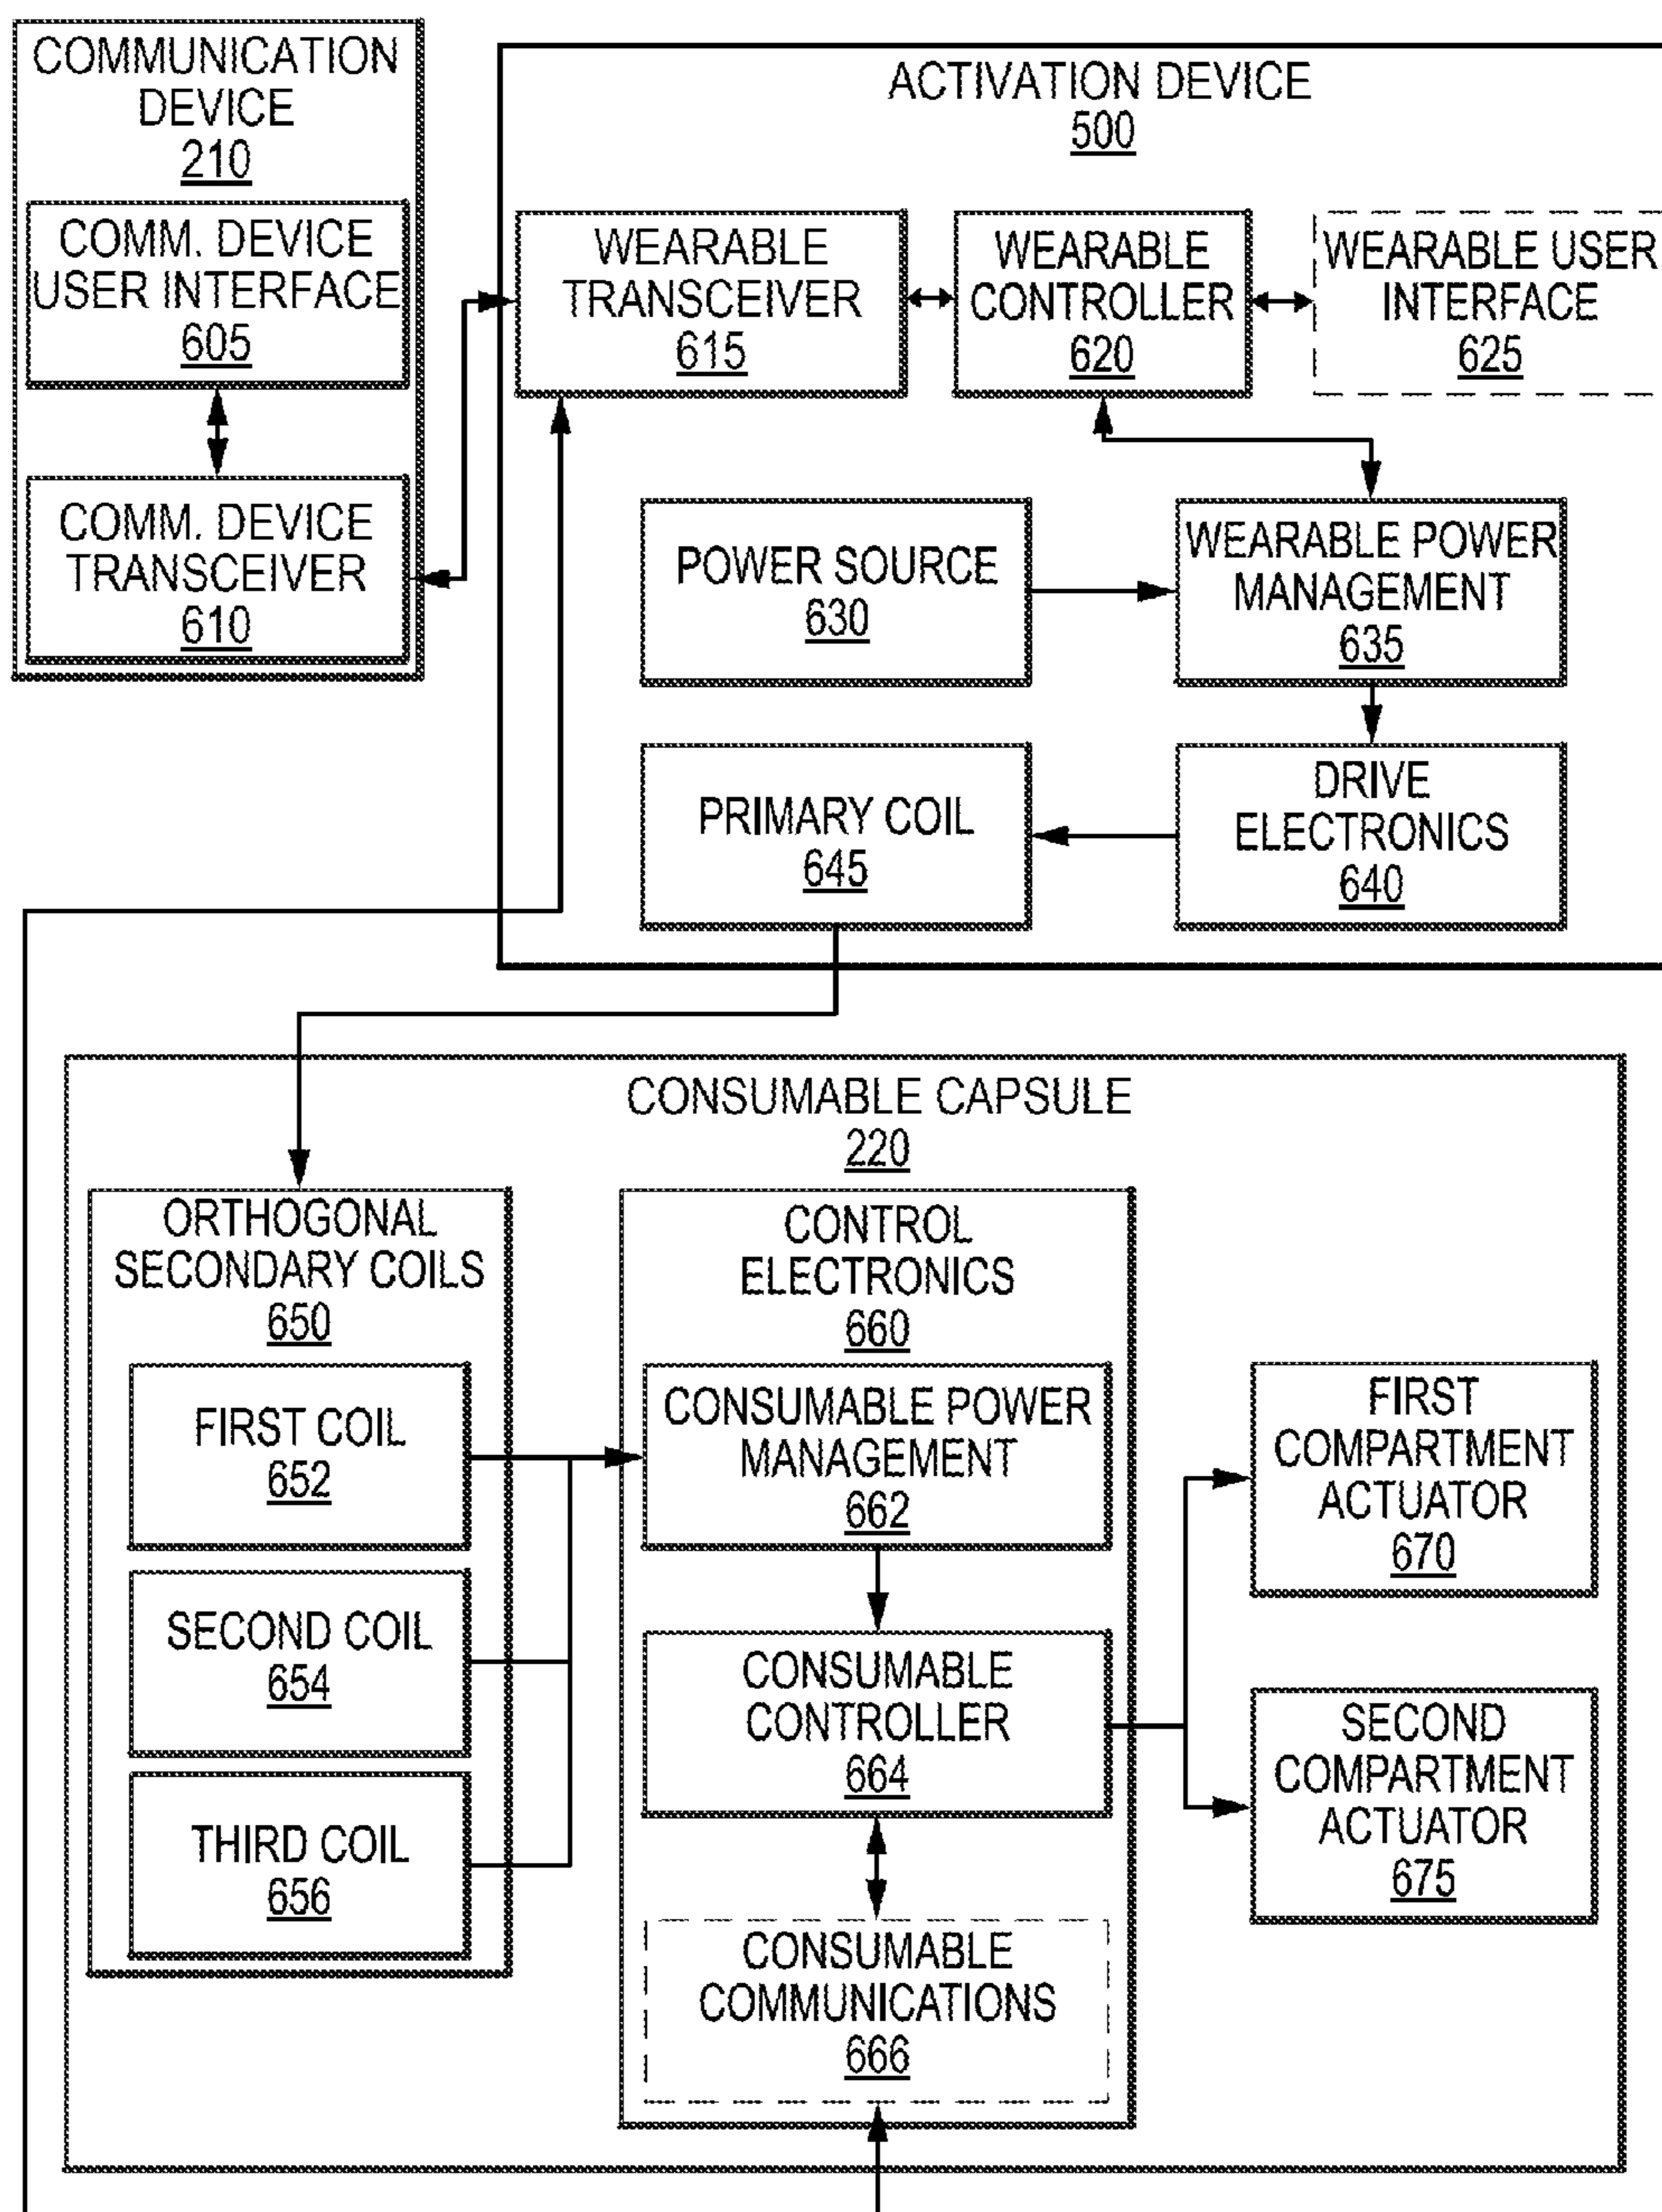 COMMUNICATION
DEVICE
210
COMM. DEVICE
USER INTERFACE
605
COMM. DEVICE
TRANSCEIVER
610
ACTIVATION DEVICE
500
WEARABLE
TRANSCEIVER
615
WEARABLE
CONTROLLER
620
WEARABLE USER
INTERFACE
625
POWER SOURCE
630
WEARABLE POWER
MANAGEMENT
635
PRIMARY COIL
645
DRIVE
ELECTRONICS
640
CONSUMABLE CAPSULE
220
ORTHOGONAL
SECONDARY COILS
650
FIRST COIL
652
SECOND COIL
654
THIRD COIL
656
CONTROL
ELECTRONICS
660
CONSUMABLE POWER
MANAGEMENT
662
CONSUMABLE
CONTROLLER
664
CONSUMABLE
COMMUNICATIONS
666
FIRST
COMPARTMENT
ACTUATOR
670
SECOND
COMPARTMENT
ACTUATOR
675